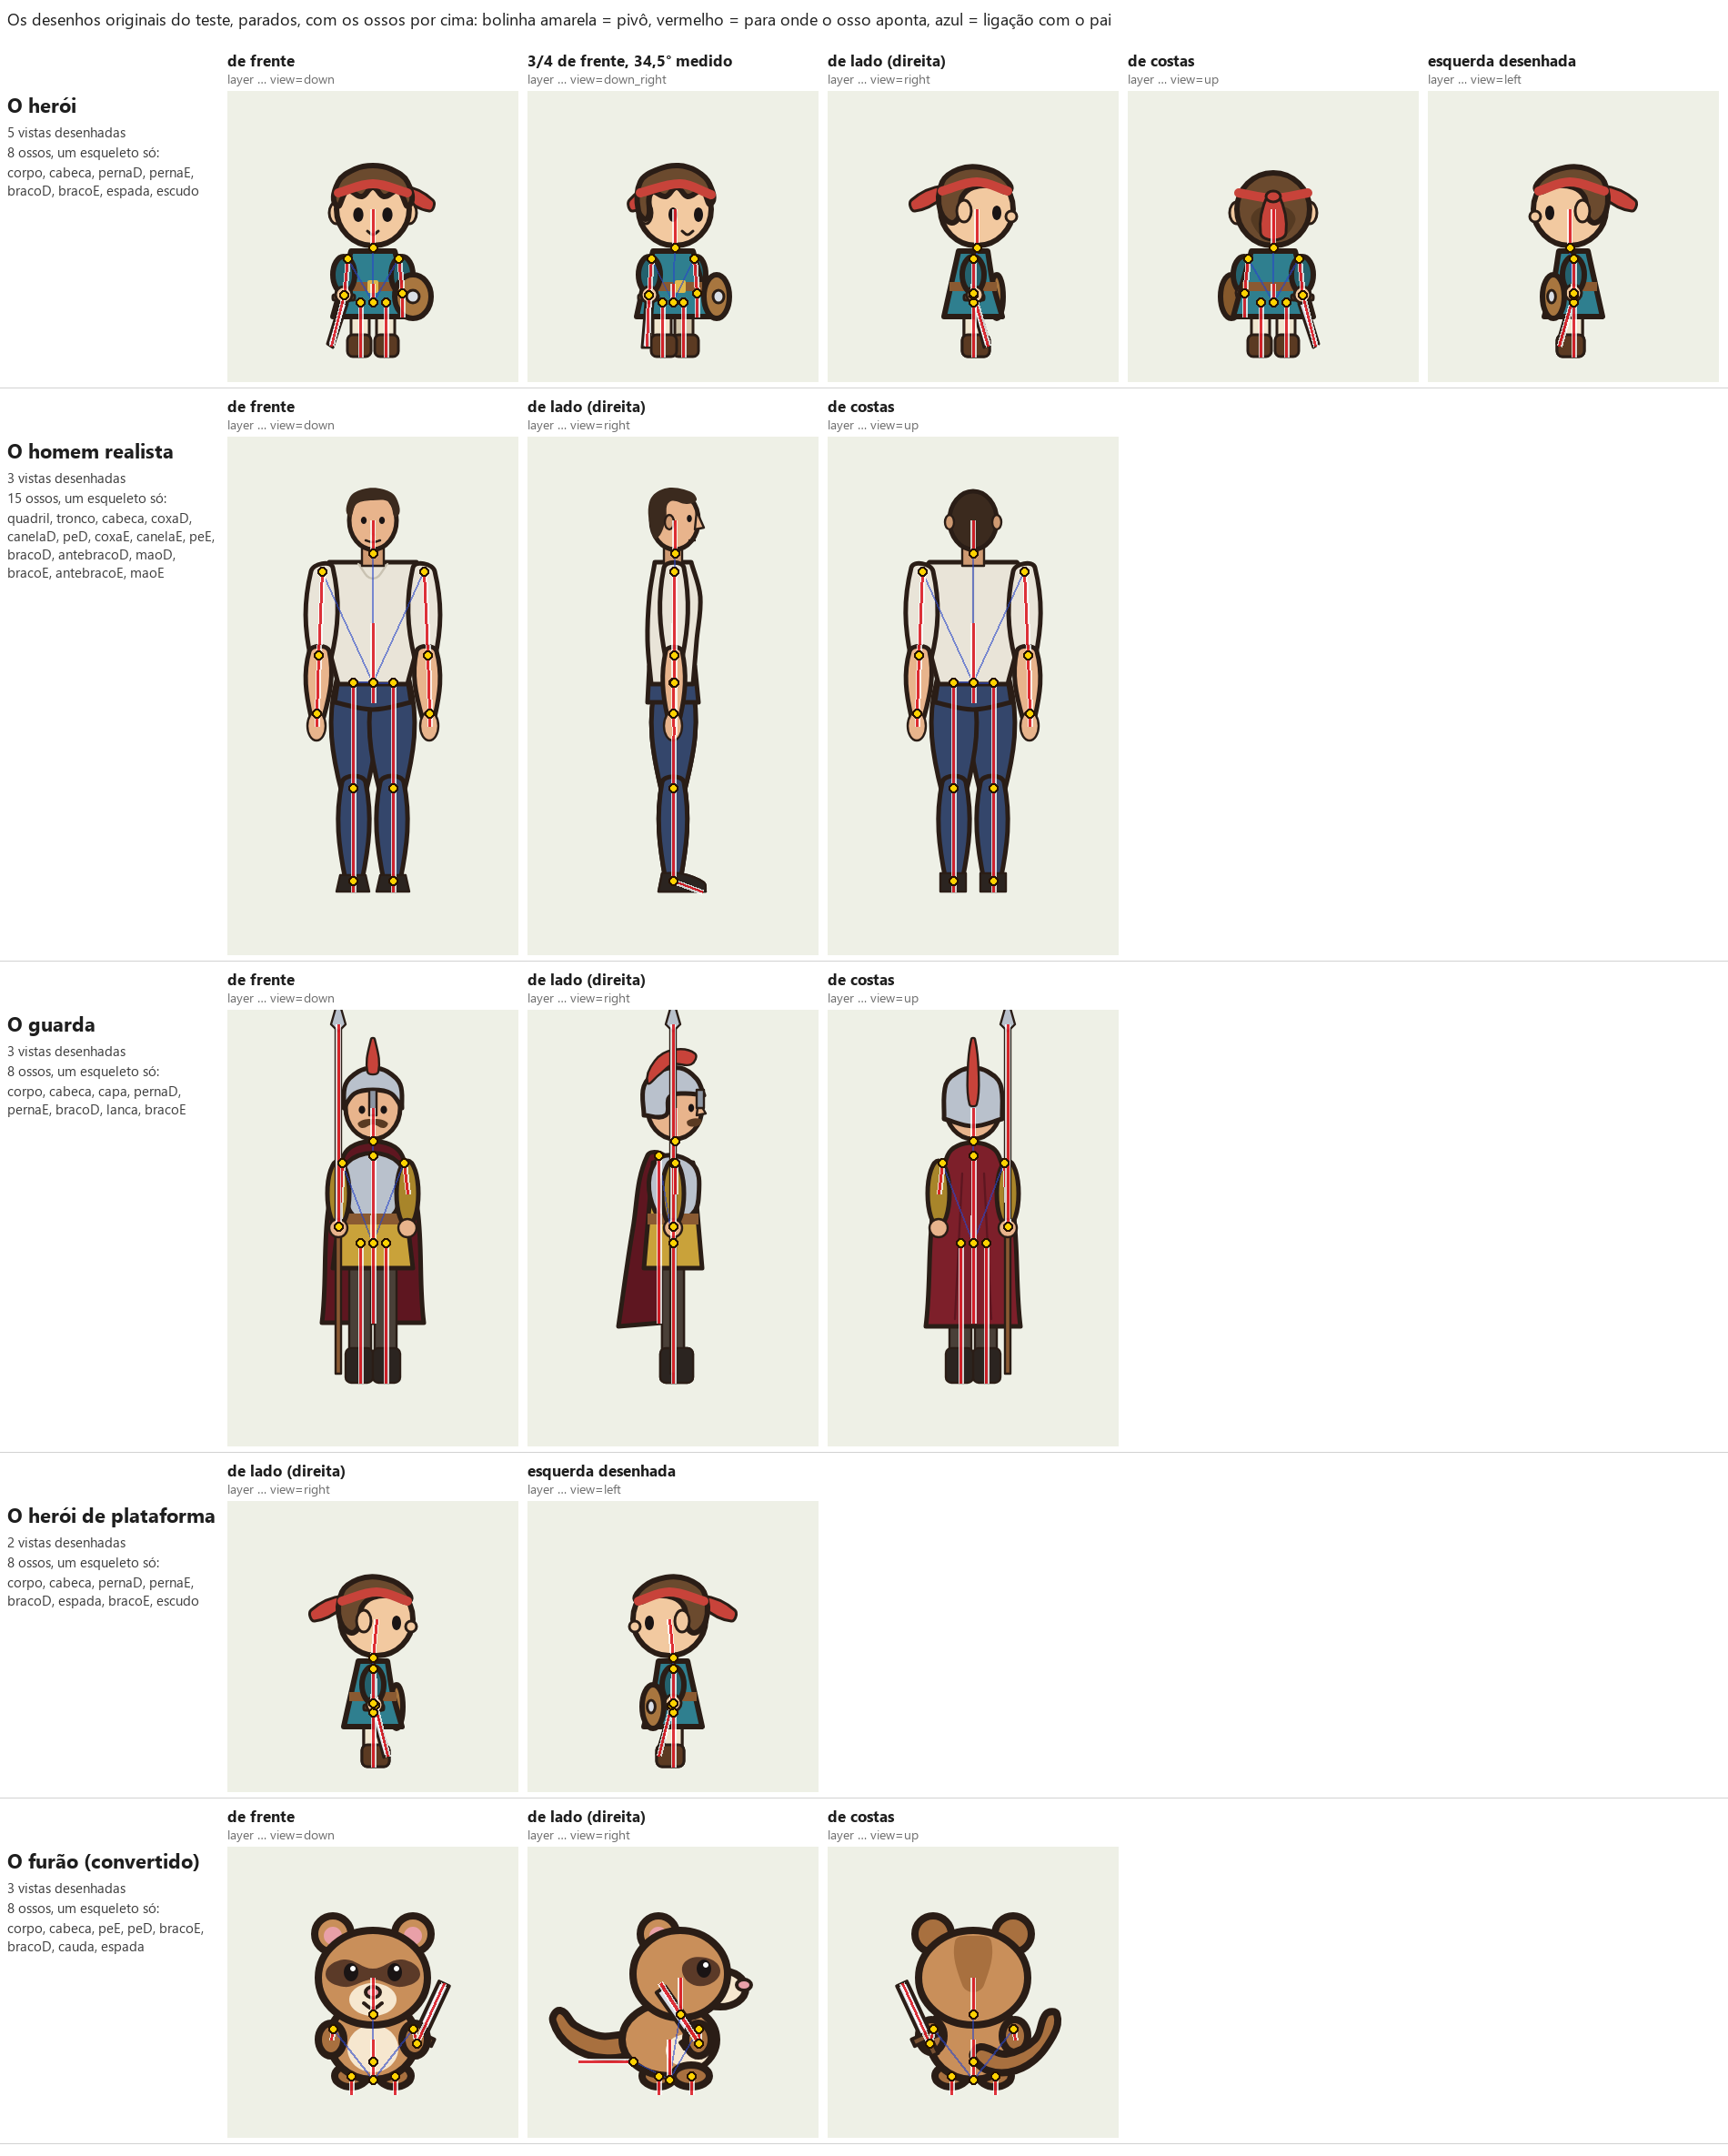 Os desenhos originais do teste, parados, com os ossos por cima: bolinha amarela = pivô, vermelho = para onde o osso aponta, azul = ligação com o pai
de frente
layer ... view=down
3/4 de frente, 34,5° medido
layer ... view=down_right
de lado (direita)
layer ... view=right
de costas
layer ... view=up
esquerda desenhada
layer ... view=left
O herói
5 vistas desenhadas
8 ossos, um esqueleto só:
corpo, cabeca, pernaD, pernaE,
bracoD, bracoE, espada, escudo
de frente
layer ... view=down
de lado (direita)
layer ... view=right
de costas
layer ... view=up
O homem realista
3 vistas desenhadas
15 ossos, um esqueleto só:
quadril, tronco, cabeca, coxaD,
canelaD, peD, coxaE, canelaE, peE,
bracoD, antebracoD, maoD,
bracoE, antebracoE, maoE
de frente
layer ... view=down
de lado (direita)
layer ... view=right
de costas
layer ... view=up
O guarda
3 vistas desenhadas
8 ossos, um esqueleto só:
corpo, cabeca, capa, pernaD,
pernaE, bracoD, lanca, bracoE
de lado (direita)
layer ... view=right
esquerda desenhada
layer ... view=left
O herói de plataforma
2 vistas desenhadas
8 ossos, um esqueleto só:
corpo, cabeca, pernaD, pernaE,
bracoD, espada, bracoE, escudo
de frente
layer ... view=down
de lado (direita)
layer ... view=right
de costas
layer ... view=up
O furão (convertido)
3 vistas desenhadas
8 ossos, um esqueleto só:
corpo, cabeca, peE, peD, bracoE,
bracoD, cauda, espada